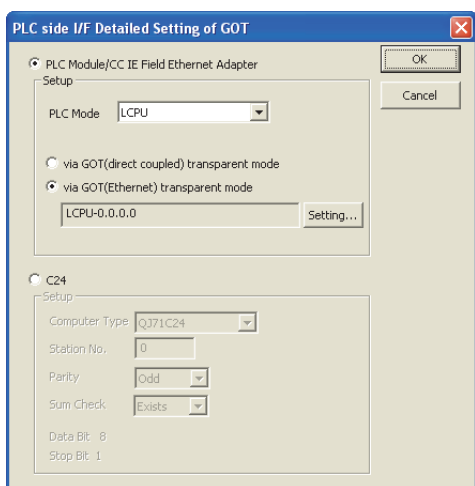 PLC side I/F Detailed Setting of GOT
PLC Module/CC IE Field Ethernet Adapter
OK
Setup
Cancel
PLC Mode LCPU
via GOT(direct coupled) transparent mode
via GOT(Ethernet) transparent mode
LCPU-0.0.0.0 Setting...
C24
Setup
Computer Type QJ71C24
Station No. 0
Parity Odd
Sum Check Exists
Data Bit 8
Stop Bit 1